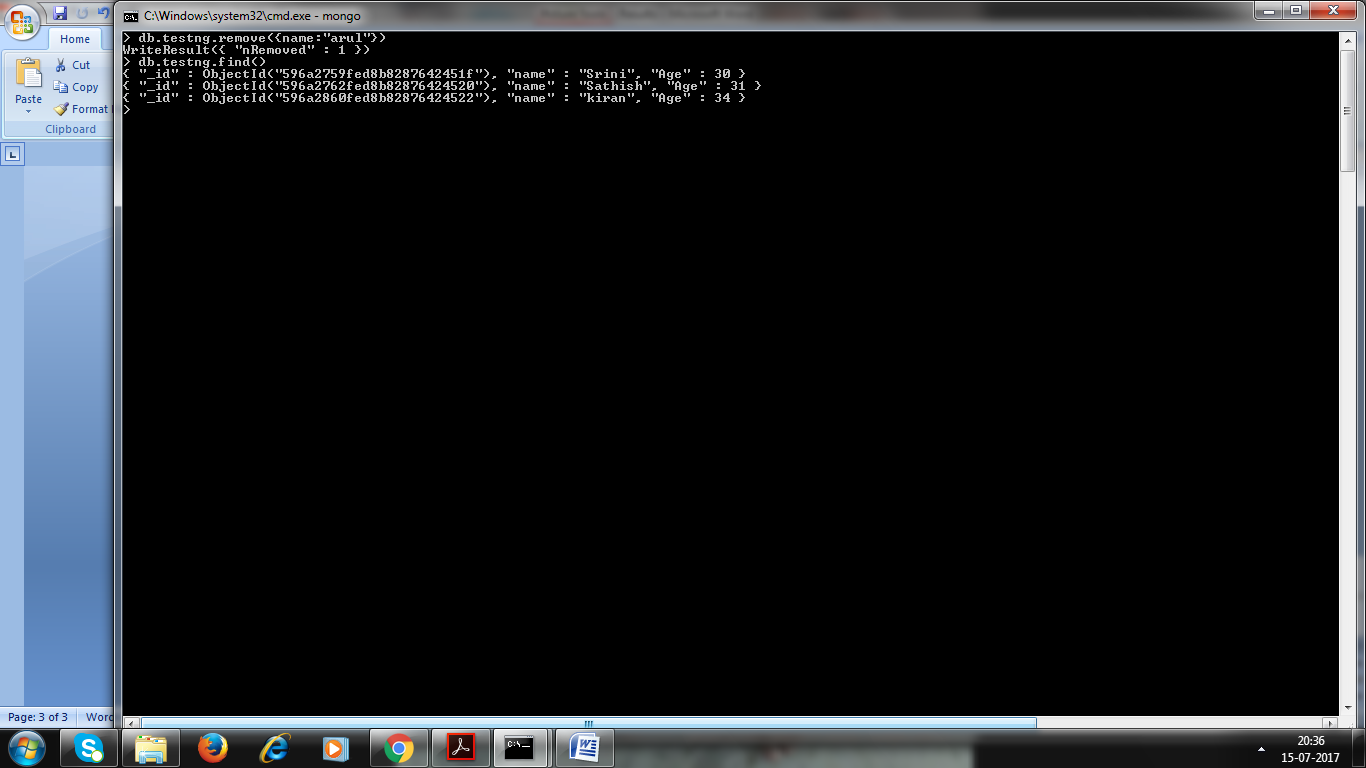 C:\Windows\system32\cmd.exe - mongo
Home
Cut
Copy
Format
Paste
Clipboard
> db.testng.remove({name:"arul"})
WriteResult({ "nRemoved" : 1 })
> db.testng.find()
{ "_id" : ObjectId("596a2759fed8b8287642451f"), "name" : "Srini", "Age" : 30 }
{ "_id" : ObjectId("596a2762fed8b82876424520"), "name" : "Sathish", "Age" : 31 }
{ "_id" : ObjectId("596a2860fed8b82876424522"), "name" : "kiran", "Age" : 34 }
>
Page: 3 of 3
Word
20:36
15-07-2017